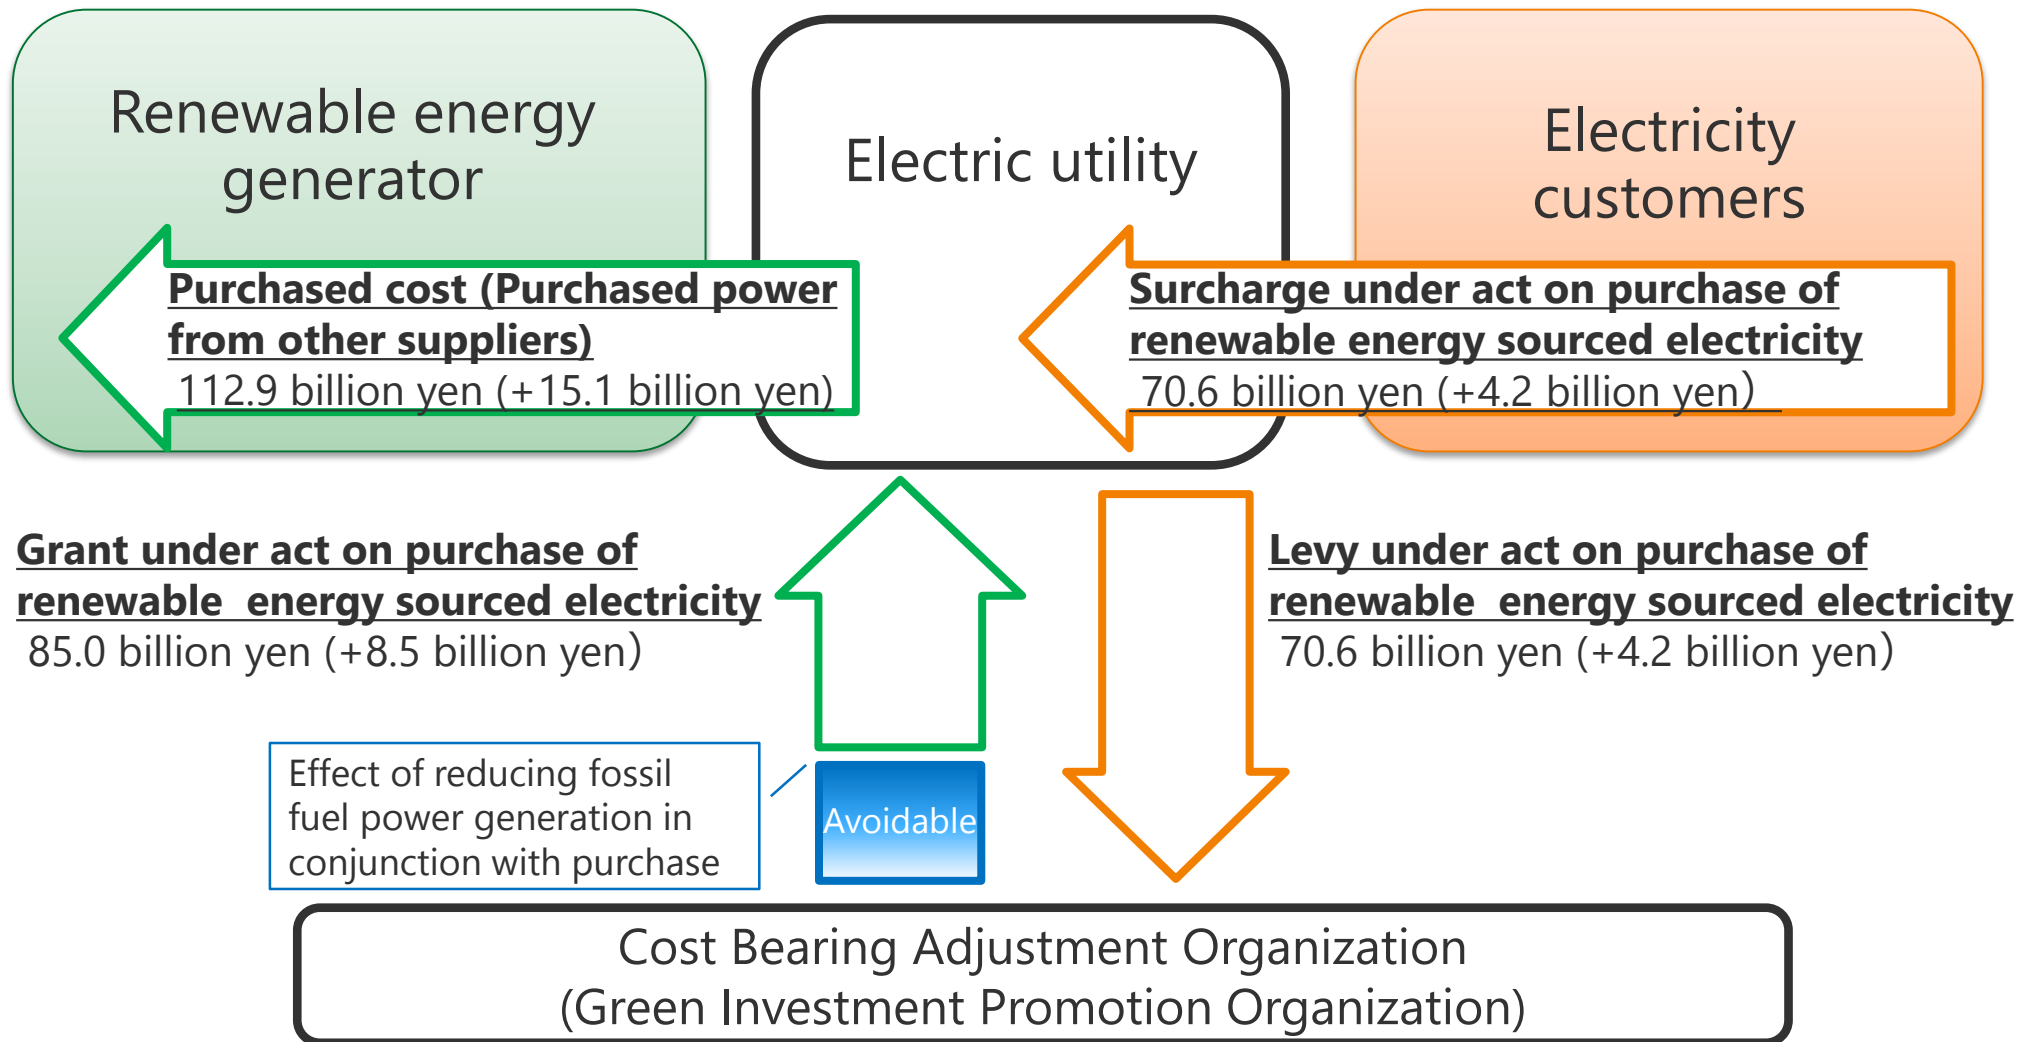 Renewable energy
generator
Electric utility
Electricity
customers
Purchased cost (Purchased power
from other suppliers)
112.9 billion yen (+15.1 billion yen)
Surcharge under act on purchase of
renewable energy sourced electricity
70.6 billion yen (+4.2 billion yen)
Grant under act on purchase of
renewable energy sourced electricity
85.0 billion yen (+8.5 billion yen)
Levy under act on purchase of
renewable energy sourced electricity
70.6 billion yen (+4.2 billion yen)
Effect of reducing fossil
fuel power generation in
conjunction with purchase
Avoidable
Cost Bearing Adjustment Organization
(Green Investment Promotion Organization)